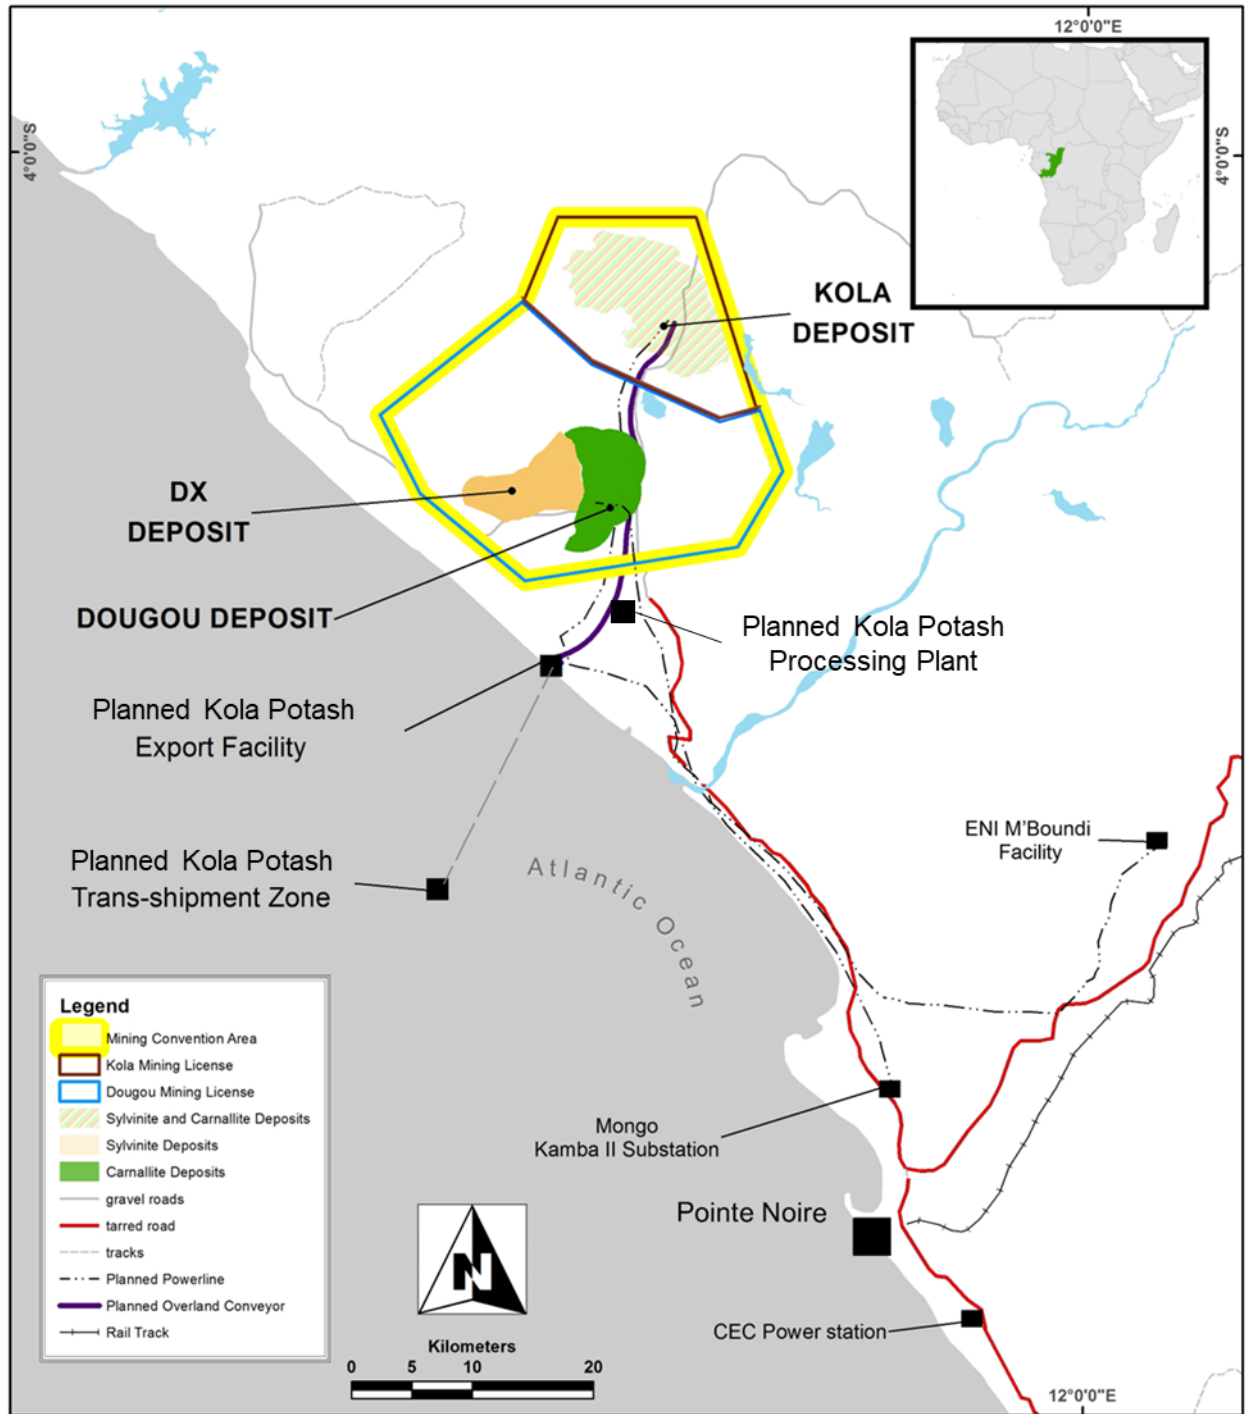 12°0'0"E
4°0'0"S
4°0'0"S
KOLA
DEPOSIT
DX
DEPOSIT
DOUGOU DEPOSIT
Planned Kola Potash
Processing Plant
Planned Kola Potash
Export Facility
Planned Kola Potash
Trans-shipment Zone
ENI M'Boundi
Facility
Atlantic Ocean
Legend
Mining Convention Area
Kola Mining License
Dougou Mining License
Sylvinite and Carnallite Deposits
Sylvinite Deposits
Carnallite Deposits
gravel roads
tarred road
tracks
Planned Powerline
Planned Overland Conveyor
Rail Track
Mongo
Kamba II Substation
Pointe Noire
CEC Power station
N
Kilometers
0 5 10 20
12°0'0"E